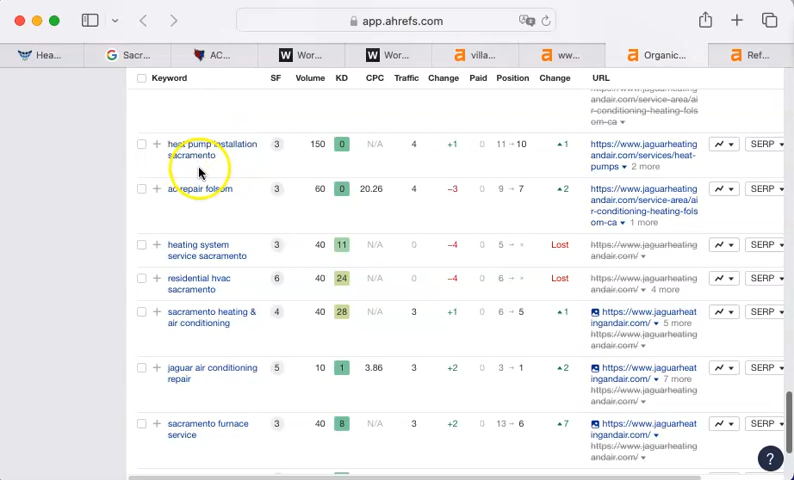 app.ahrefs.com
Hea...
Sacr...
AC...
Wor...
Wor...
villa...
ww...
Organic...
Ref...
Keyword SF Volume KD CPC Traffic Change Paid Position Change URL
https://www.jaguarheating
andair.com/service-area/ai
r-conditioning-heating-fols
om-ca
heat pump installation 3 150 0 N/A 4 +1 0 11 → 10 1 https://www.jaguarheating SERP
sacramento andair.com/services/heat-
pumps 2 more
ac repair folsom 3 60 0 20.26 4 −3 0 9 → 7 2 https://www.jaguarheating SERP
andair.com/service-area/ai
r-conditioning-heating-fols
om-ca 1 more
heating system 3 40 11 N/A 0 −4 0 5 → × Lost https://www.jaguarheating SERP
service sacramento andair.com/
residential hvac 6 40 24 N/A 0 −4 0 6 → × Lost https://www.jaguarheating SERP
sacramento andair.com/ 4 more
sacramento heating & 4 40 28 N/A 3 +1 0 6 → 5 1 https://www.jaguarheat SERP
air conditioning ingandair.com/ 5 more
https://www.jaguarheating
andair.com/
jaguar air conditioning 5 10 1 3.86 3 +2 0 3 → 1 2 https://www.jaguarheat SERP
repair ingandair.com/ 7 more
https://www.jaguarheating
andair.com/
sacramento furnace 3 40 8 N/A 3 +2 0 13 → 6 7 https://www.jaguarheat SERP
service ingandair.com/
https://www.jaguarheating
andair.com/
?